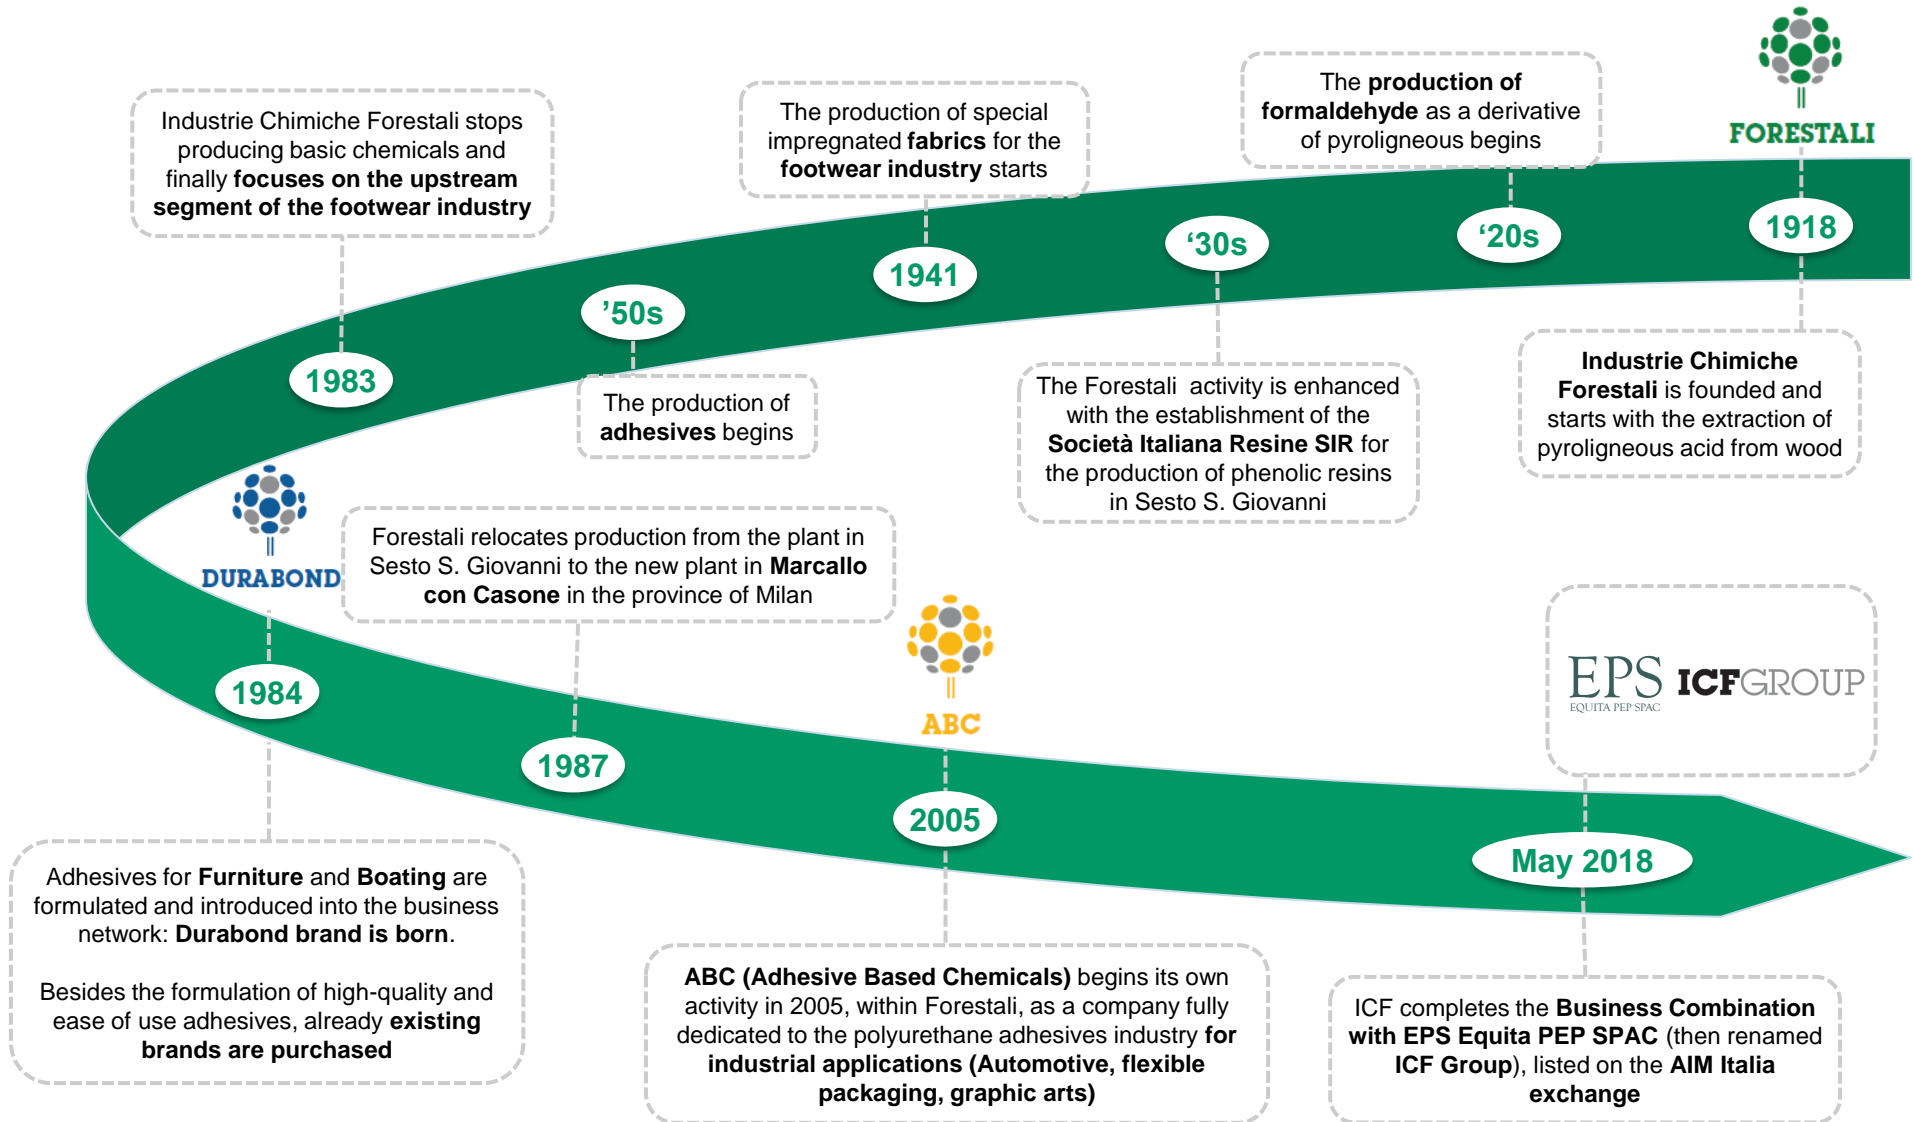 FORESTALI
1918
Industrie Chimiche
Forestali is founded and
starts with the extraction of
pyroligneous acid from wood
The production of
formaldehyde as a derivative
of pyroligneous begins
‘20s
‘30s
The Forestali activity is enhanced
with the establishment of the
Società Italiana Resine SIR for
the production of phenolic resins
in Sesto S. Giovanni
The production of special
impregnated fabrics for the
footwear industry starts
1941
’50s
The production of
adhesives begins
Industrie Chimiche Forestali stops
producing basic chemicals and
finally focuses on the upstream
segment of the footwear industry
1983
DURABOND
1984
Adhesives for Furniture and Boating are
formulated and introduced into the business
network: Durabond brand is born.
Besides the formulation of high-quality and
ease of use adhesives, already existing
brands are purchased
Forestali relocates production from the plant in
Sesto S. Giovanni to the new plant in Marcallo
con Casone in the province of Milan
1987
ABC
2005
ABC (Adhesive Based Chemicals) begins its own
activity in 2005, within Forestali, as a company fully
dedicated to the polyurethane adhesives industry for
industrial applications (Automotive, flexible
packaging, graphic arts)
EPS
EQUITA PEP SPAC
ICFGROUP
May 2018
ICF completes the Business Combination
with EPS Equita PEP SPAC (then renamed
ICF Group), listed on the AIM Italia
exchange